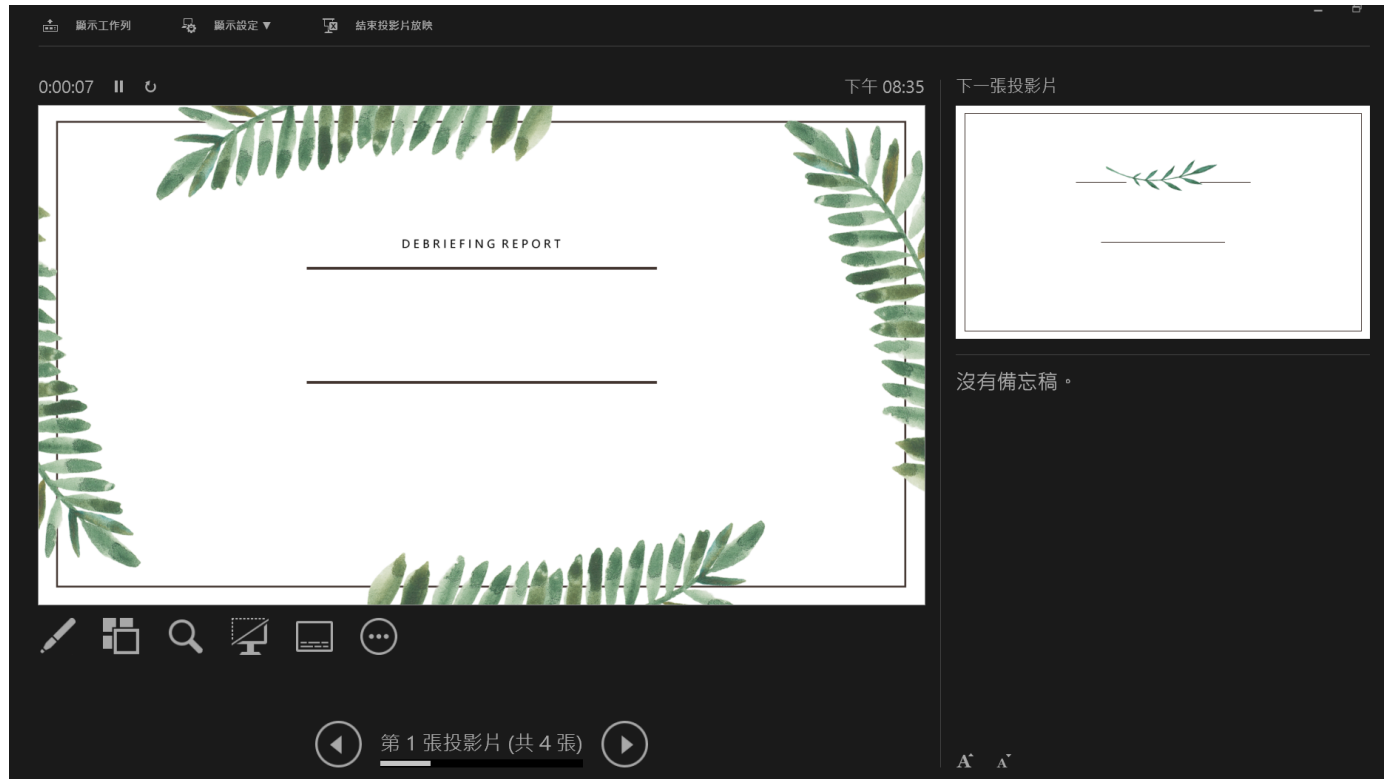 顯示工作列
顯示設定 ▼
結束投影片放映
0:00:07
下午 08:35
下一張投影片
DEBRIEFING REPORT
沒有備忘稿。
第 1 張投影片 (共 4 張)
A A